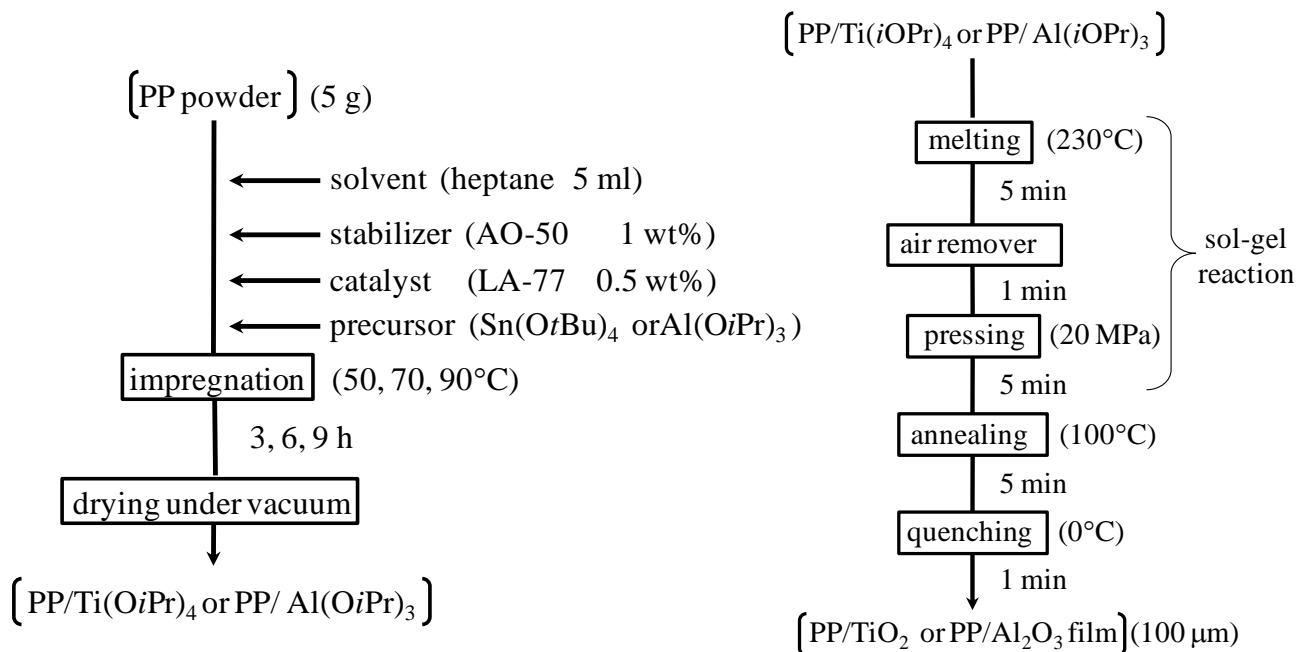 [PP powder] (5 g)
solvent (heptane 5 ml)
stabilizer (AO-50 1 wt%)
catalyst (LA-77 0.5 wt%)
precursor (Sn(OtBu)4 orAl(OiPr)3)
impregnation (50, 70, 90°C)
3, 6, 9 h
drying under vacuum
[PP/Ti(OiPr)4 or PP/ Al(OiPr)3]
[PP/Ti(iOPr)4 or PP/ Al(iOPr)3]
melting (230°C)
5 min
air remover
1 min
pressing (20 MPa)
5 min
sol-gel
reaction
annealing (100°C)
5 min
quenching (0°C)
1 min
[PP/TiO2 or PP/Al2O3 film] (100 μm)